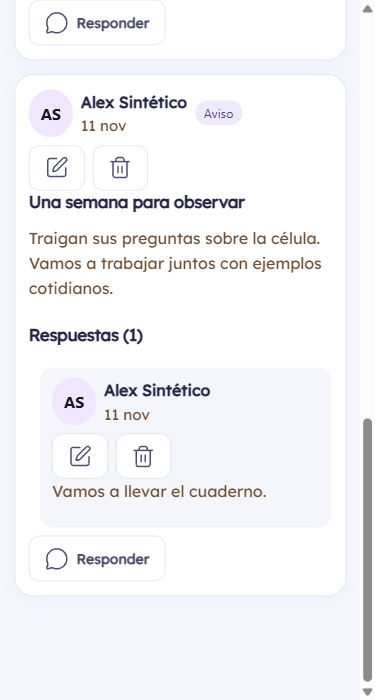 Responder
AS
Alex Sintético
Aviso
11 nov
Una semana para observar
Traigan sus preguntas sobre la célula.
Vamos a trabajar juntos con ejemplos
cotidianos.
Respuestas (1)
AS
Alex Sintético
11 nov
Vamos a llevar el cuaderno.
Responder